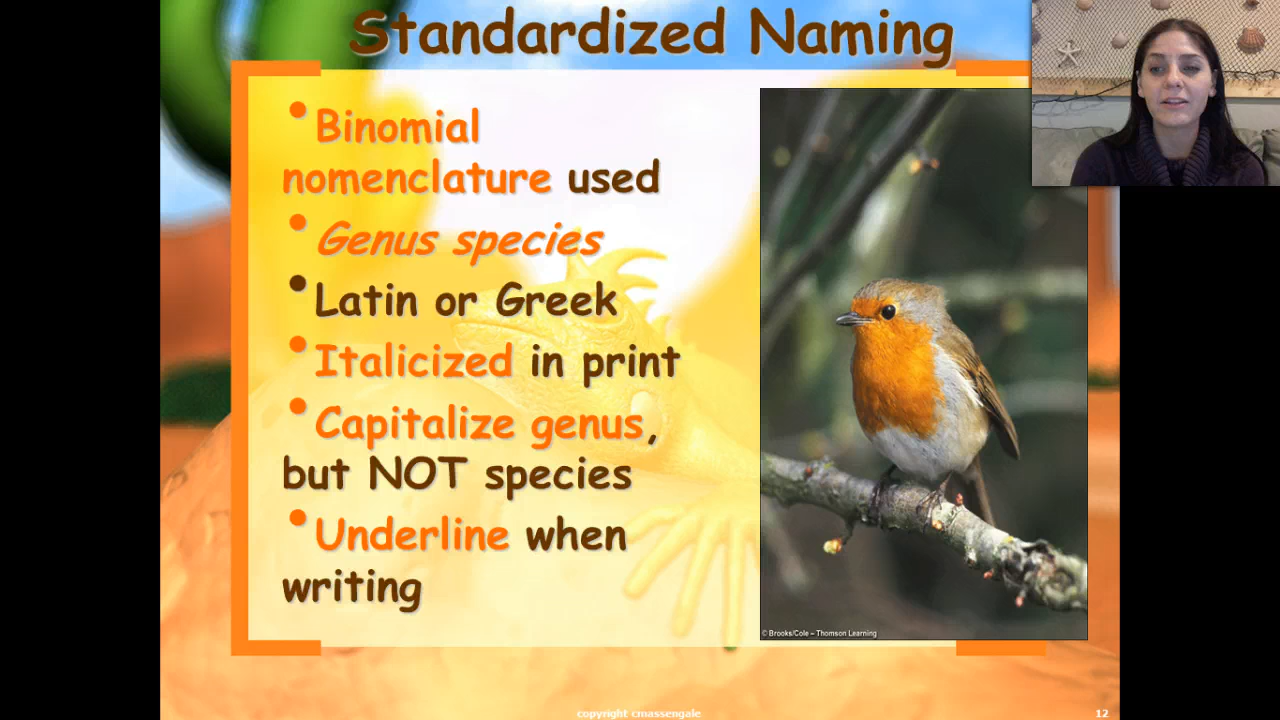 Standardized Naming
•Binomial
nomenclature used
•Genus species
•Latin or Greek
•Italicized in print
•Capitalize genus,
but NOT species
•Underline when
writing
© Brooks/Cole – Thomson Learning
copyright cmassengale
12